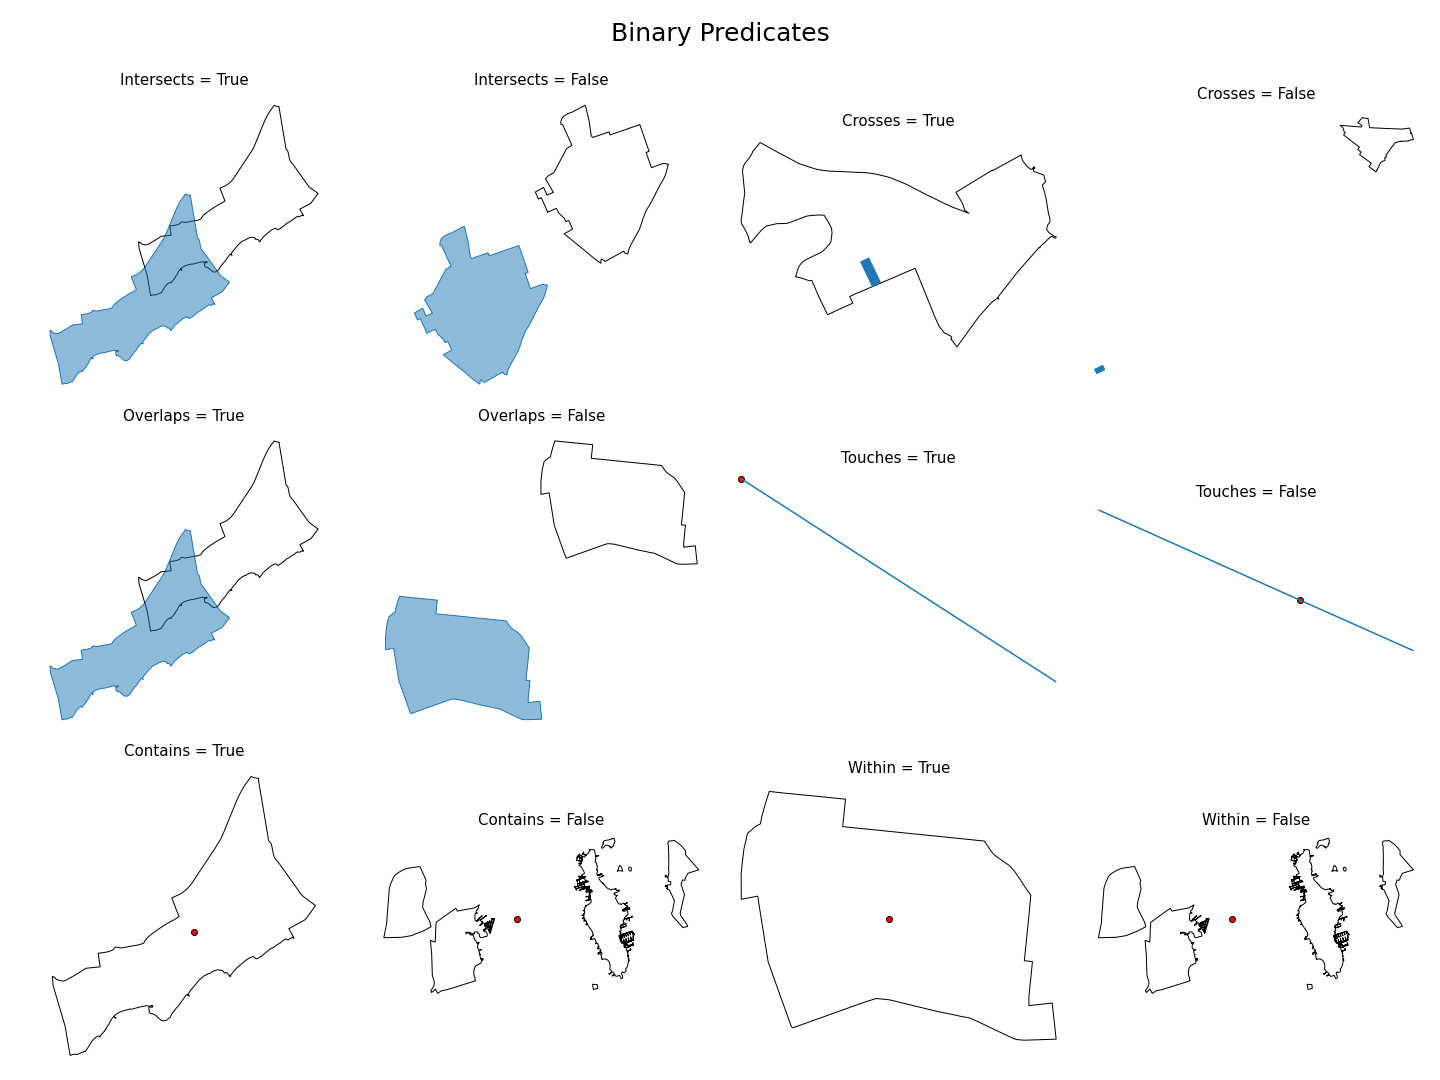 Binary Predicates
Intersects = True
Intersects = False
Crosses = True
Crosses = False
Overlaps = True
Overlaps = False
Touches = True
Touches = False
Contains = True
Contains = False
Within = True
Within = False